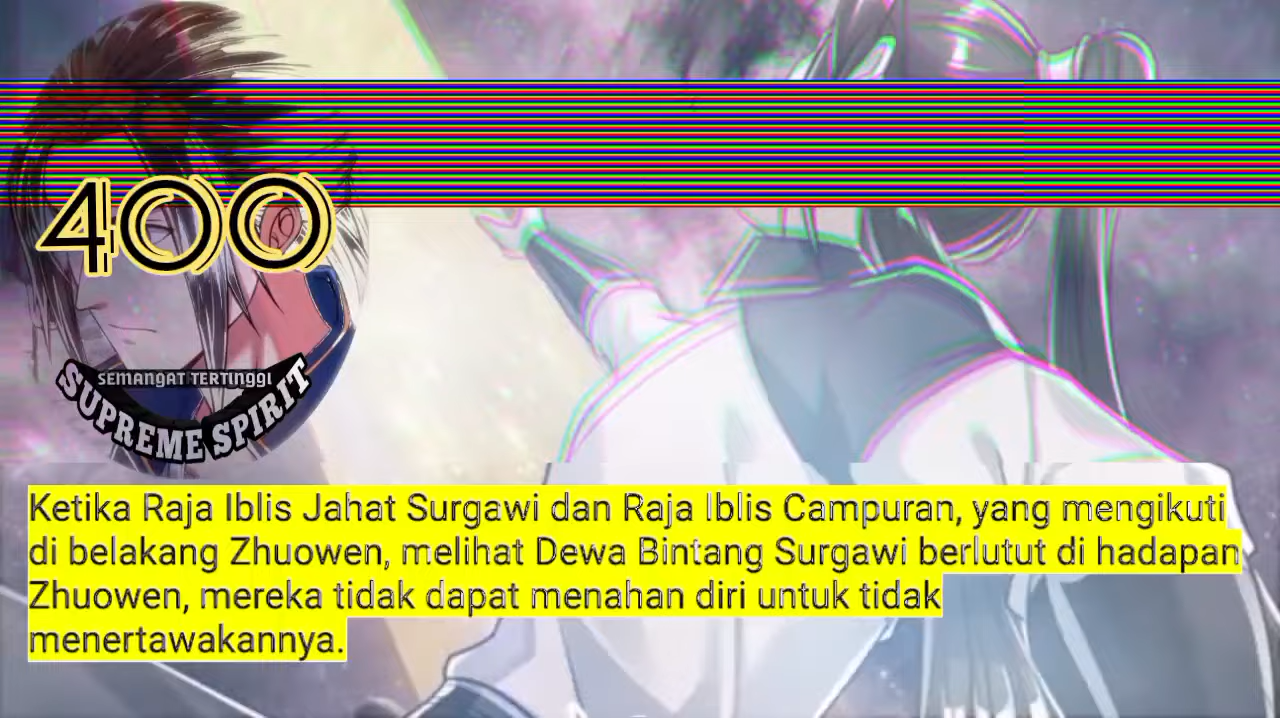 400
SEMANGAT TERTINGGI
SUPREME SPIRIT
Ketika Raja Iblis Jahat Surgawi dan Raja Iblis Campuran, yang mengikuti
di belakang Zhuowen, melihat Dewa Bintang Surgawi berlutut di hadapan
Zhuowen, mereka tidak dapat menahan diri untuk tidak
menertawakannya.